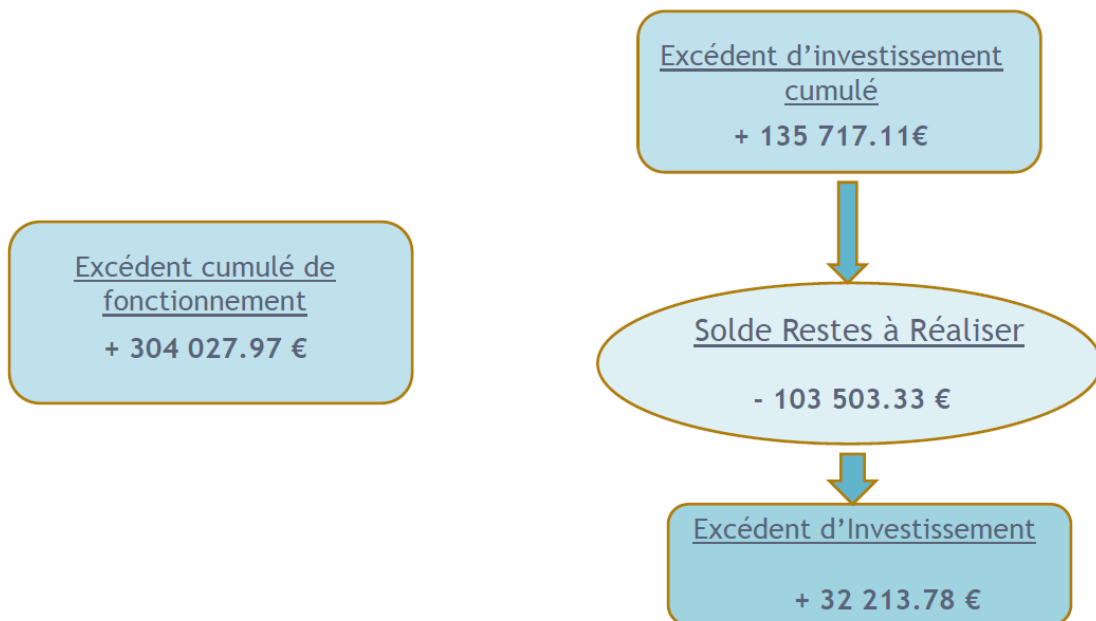 Excédent d’investissement
cumulé
+ 135 717.11€
Excédent cumulé de
fonctionnement
+ 304 027.97 €
Solde Restes à Réaliser
- 103 503.33 €
Excédent d’Investissement
+ 32 213.78 €